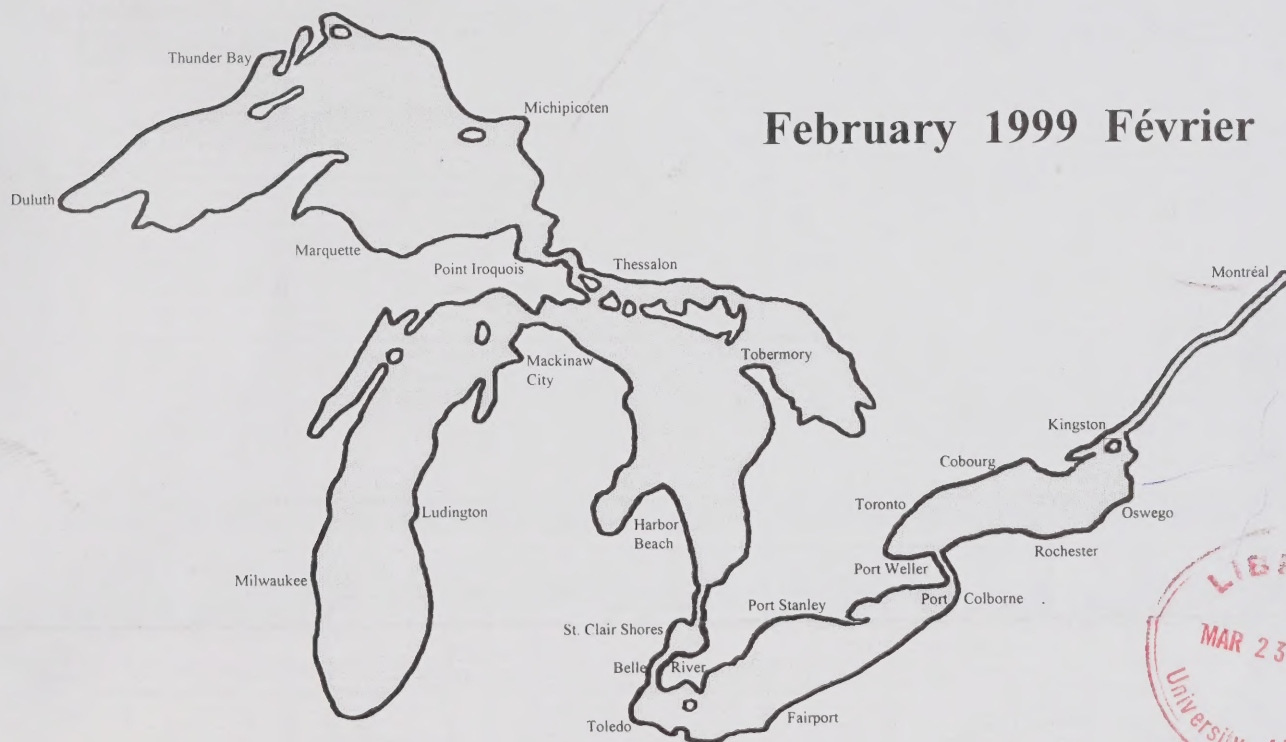 Thunder Bay
Michipicoten
February 1999 Février
Duluth
Marquette
Point Iroquois
Thessalon
Montréal
Mackinaw
City
Tobermory
Kingston
Cobourg
Ludington
Toronto
Oswego
Harbor
Beach
Rochester
Milwaukee
Port Weller
Port Colborne
Port Stanley
St. Clair Shores
Belle River
Toledo
Fairport
MAR 23
University